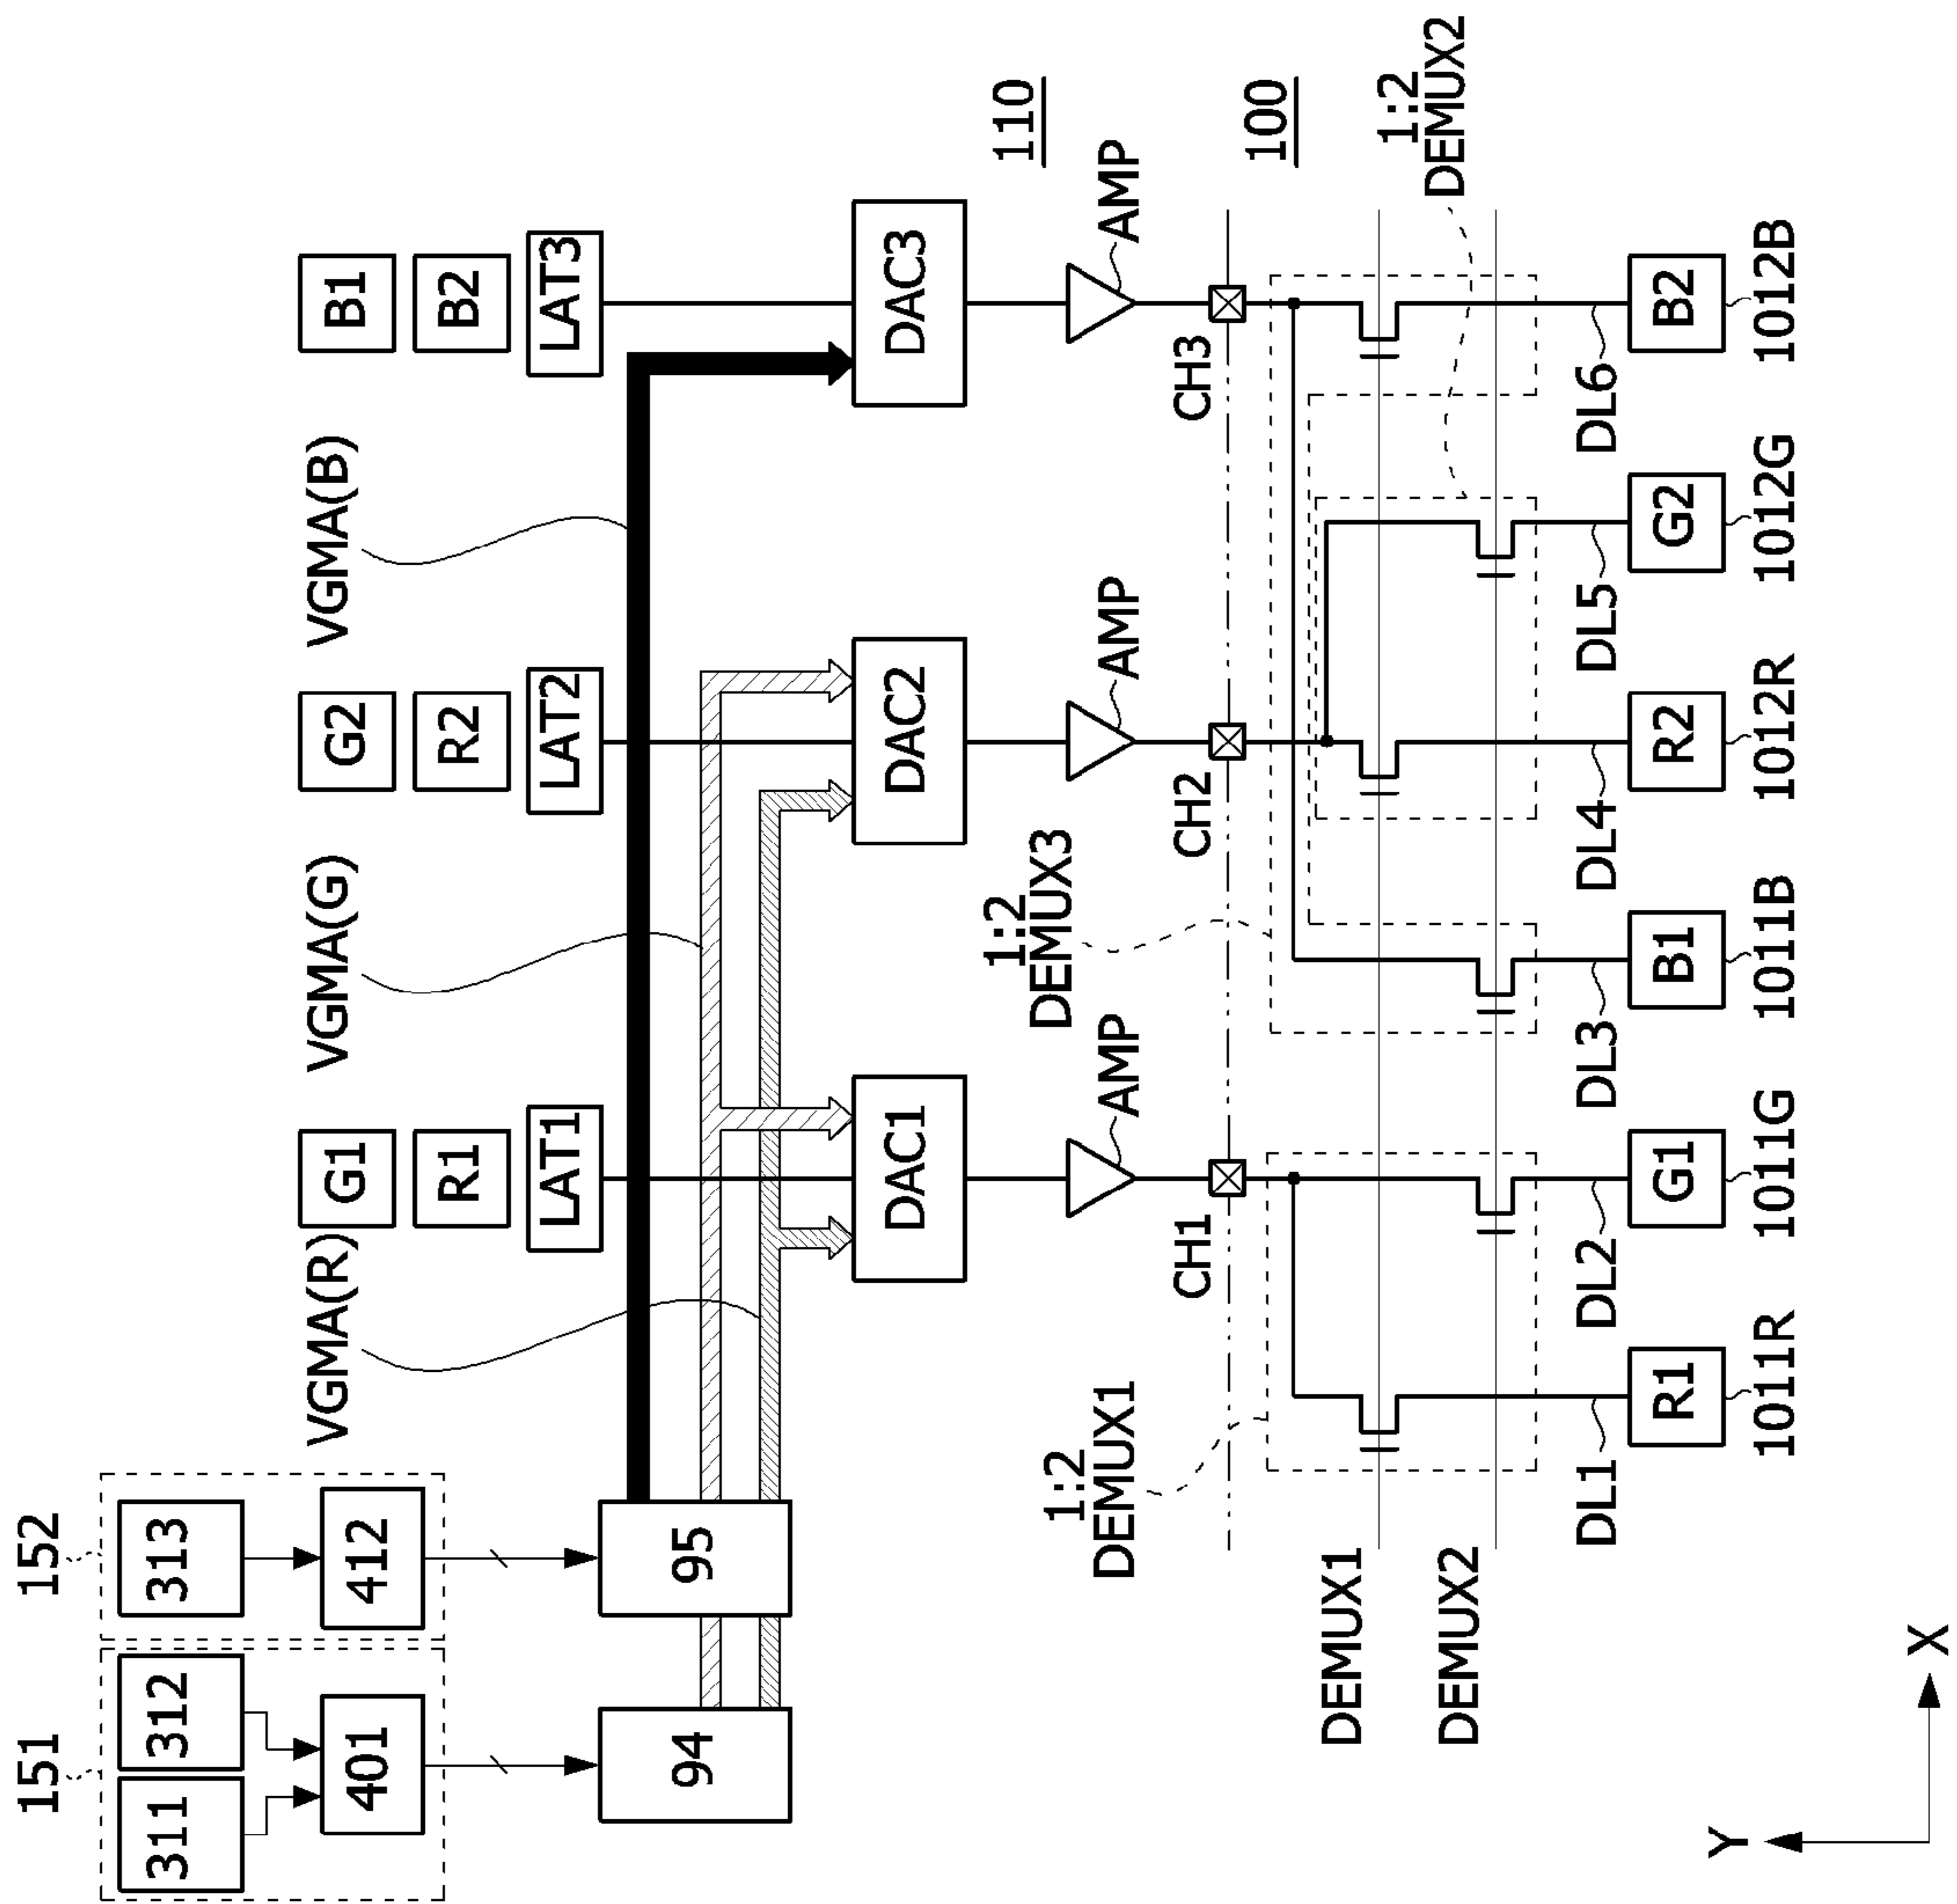 151
152
311
312
313
401
412
94
95
VGMA(R)
VGMA(G)
VGMA(B)
G1
G2
B1
R1
R2
B2
LAT1
LAT2
LAT3
DAC1
DAC2
DAC3
110
AMP
AMP
AMP
CH1
CH2
CH3
100
1:2
DEMUX1
1:2
DEMUX3
1:2
DEMUX2
DEMUX1
DEMUX2
DL1
DL2
DL3
DL4
DL5
DL6
R1
G1
B1
R2
G2
B2
1011R
1011G
1011B
1012R
1012G
1012B
Y
X